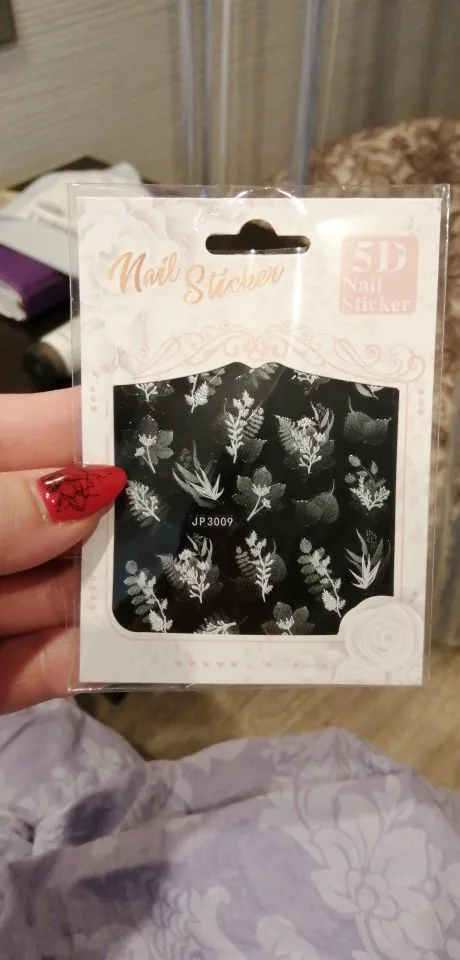 Nail Sticker
5D
Nail
Sticker
JP3009